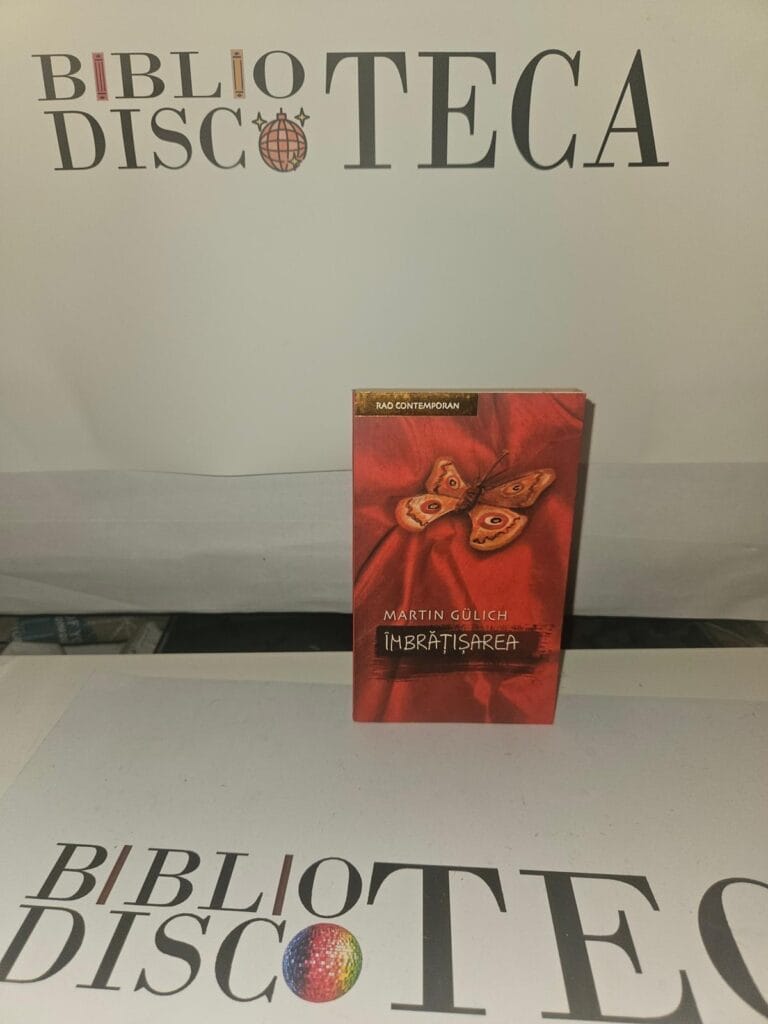 BIBLIO
DISCOTECA
RAO CONTEMPORAN
MARTIN GÜLICH
ÎMBRĂȚIȘAREA
BIBLIO
DISCOTEC